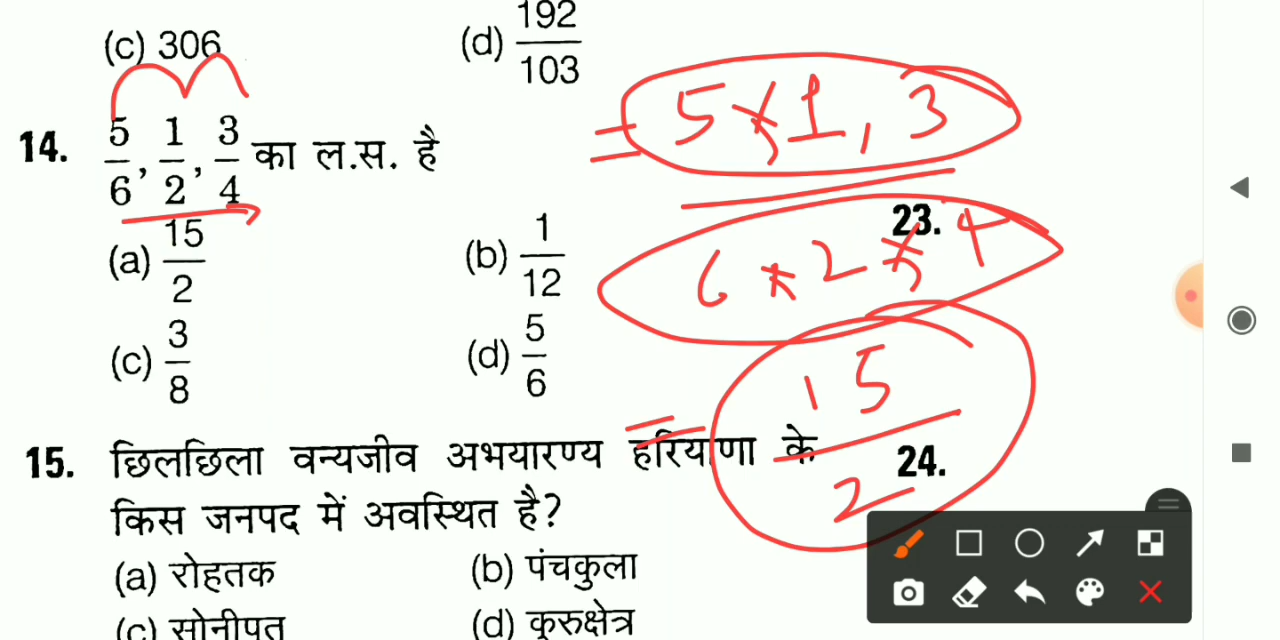 (c) 306 (d) 192/103
14. 5/6, 1/2, 3/4 का ल.स. है
(a) 15/2 (b) 1/12
(c) 3/8 (d) 5/6
15. छिलछिला वन्यजीव अभयारण्य हरियाणा के
किस जनपद में अवस्थित है?
(a) रोहतक (b) पंचकुला
(c) सोनीपत (d) कुरुक्षेत्र
= 5 * 1, 3
6 * 2 * 4
= 15/2
23.
24.